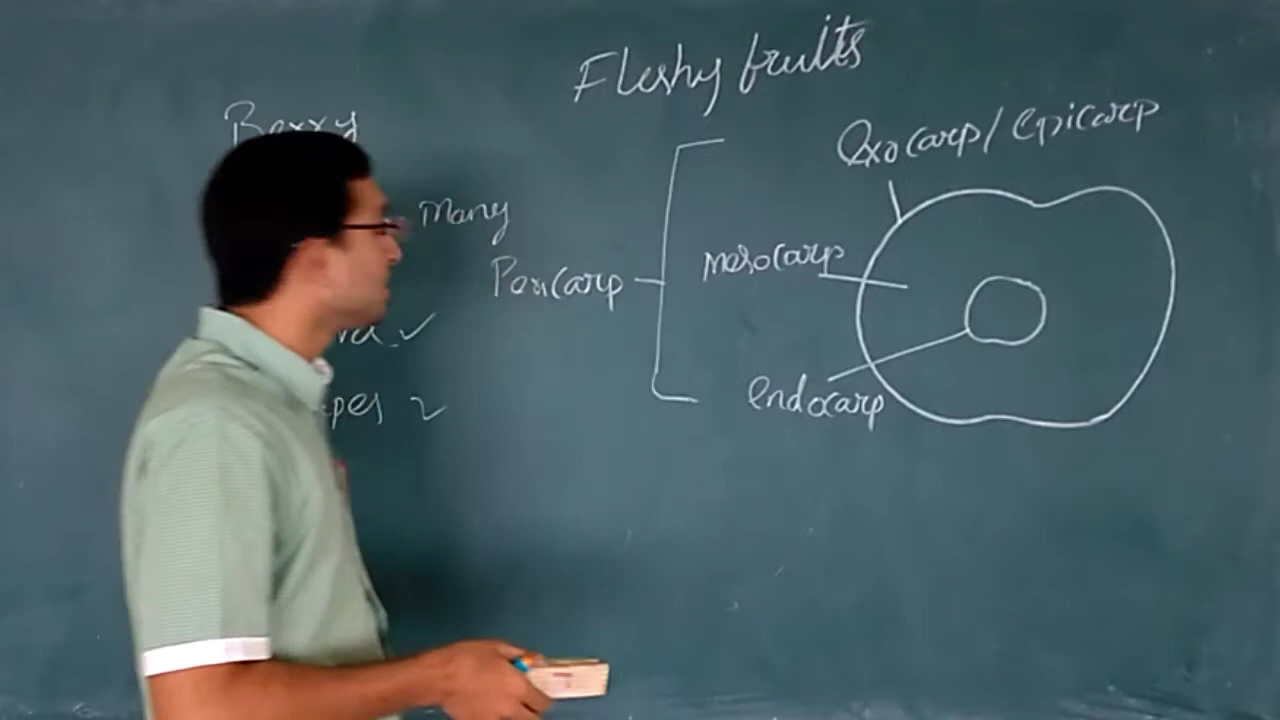 Fleshy fruits
Berry
Exocarp/epicarp
Many
mesocarp
Pericarp
endocarp